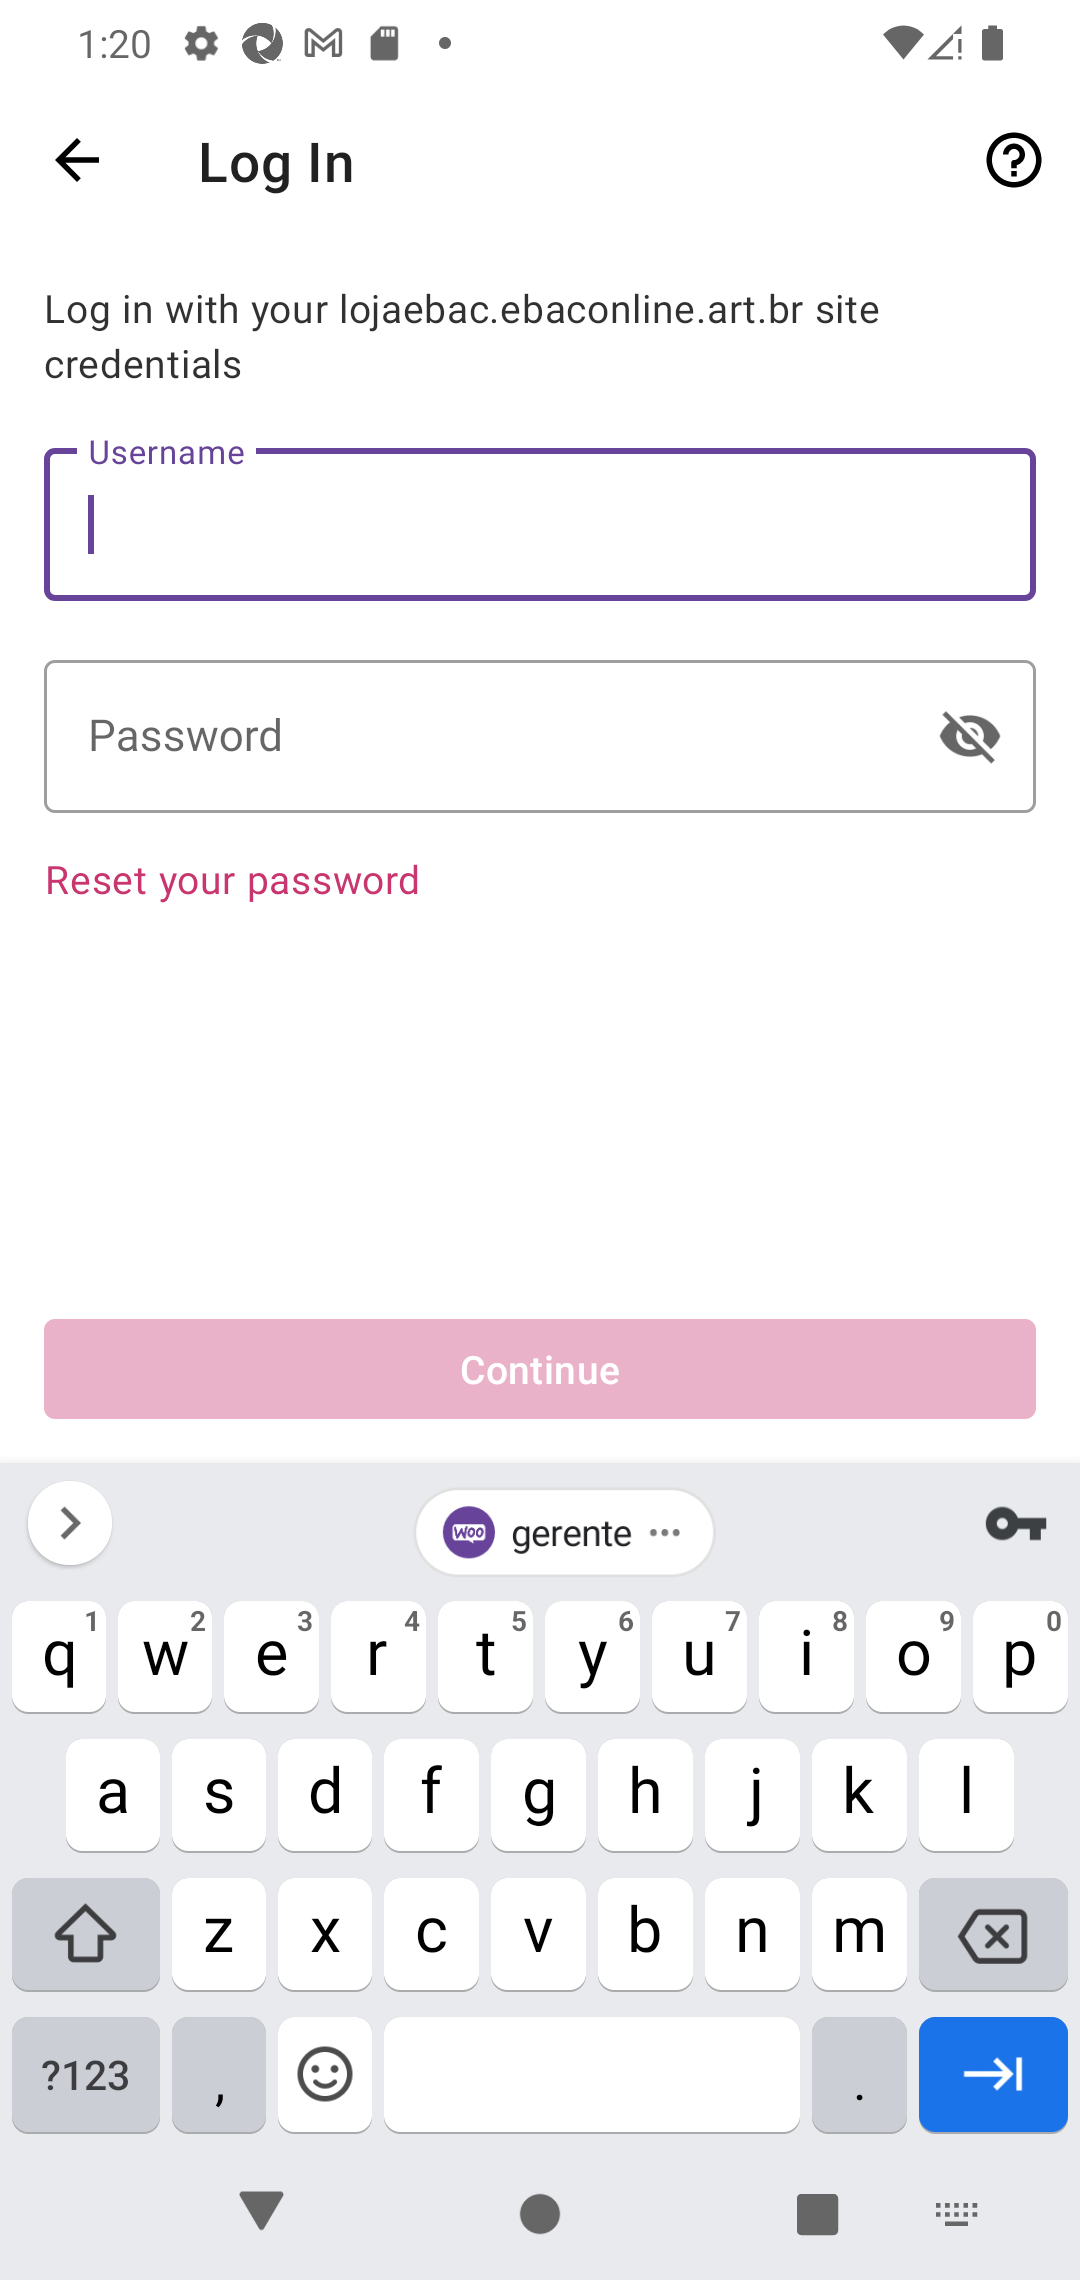 1:20
Log In
Log in with your lojaebac.ebaconline.art.br site
credentials
Username
Password
Reset your password
Continue
Woo gerente
1 2 3 4 5 6 7 8 9 0
q w e r t y u i o p
a s d f g h j k l
z x c v b n m
?123 , .